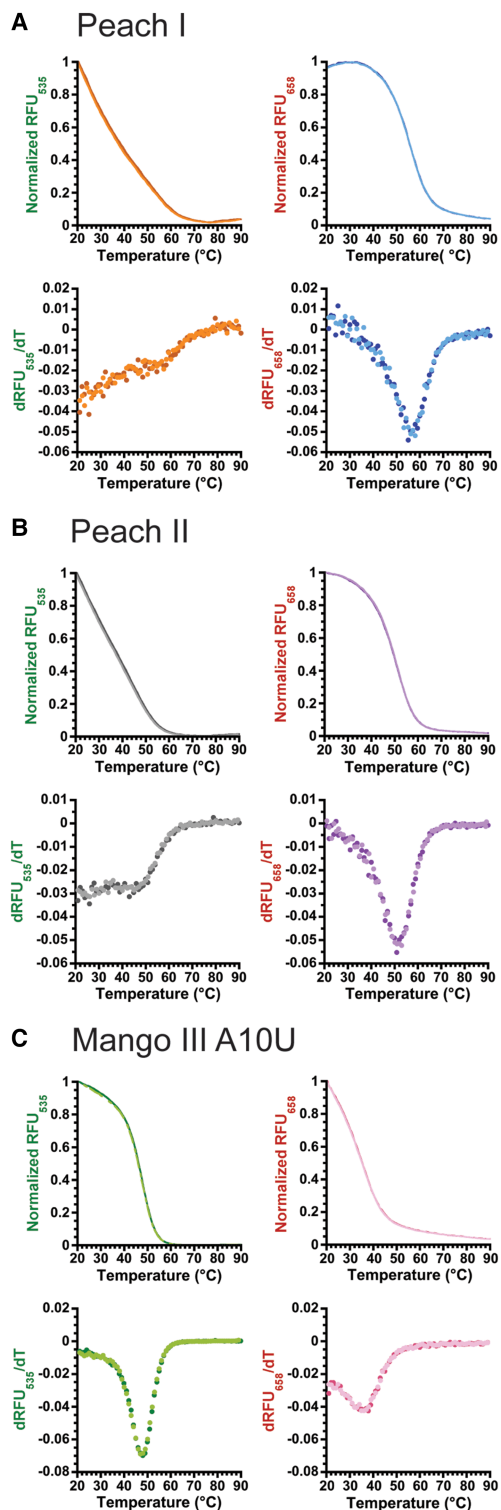 A Peach I
Normalized RFU535
1
0.8
0.6
0.4
0.2
0
20 30 40 50 60 70 80 90
Temperature (°C)
Normalized RFU658
1
0.8
0.6
0.4
0.2
0
20 30 40 50 60 70 80 90
Temperature( °C)
dRFU535/dT
0.02
0.01
0
-0.01
-0.02
-0.03
-0.04
-0.05
-0.06
20 30 40 50 60 70 80 90
Temperature (°C)
dRFU658/dT
0.02
0.01
0
-0.01
-0.02
-0.03
-0.04
-0.05
-0.06
20 30 40 50 60 70 80 90
Temperature (°C)
B Peach II
Normalized RFU535
1
0.8
0.6
0.4
0.2
0
20 30 40 50 60 70 80 90
Temperature (°C)
Normalized RFU658
1
0.8
0.6
0.4
0.2
0
20 30 40 50 60 70 80 90
Temperature (°C)
dRFU535/dT
0.01
0
-0.01
-0.02
-0.03
-0.04
-0.05
-0.06
20 30 40 50 60 70 80 90
Temperature (°C)
dRFU658/dT
0.01
0
-0.01
-0.02
-0.03
-0.04
-0.05
-0.06
20 30 40 50 60 70 80 90
Temperature (°C)
C Mango III A10U
Normalized RFU535
1
0.8
0.6
0.4
0.2
0
20 30 40 50 60 70 80 90
Temperature (°C)
Normalized RFU658
1
0.8
0.6
0.4
0.2
0
20 30 40 50 60 70 80 90
Temperature (°C)
dRFU535/dT
0.02
0
-0.02
-0.04
-0.06
-0.08
20 30 40 50 60 70 80 90
Temperature (°C)
dRFU658/dT
0.02
0
-0.02
-0.04
-0.06
-0.08
20 30 40 50 60 70 80 90
Temperature (°C)